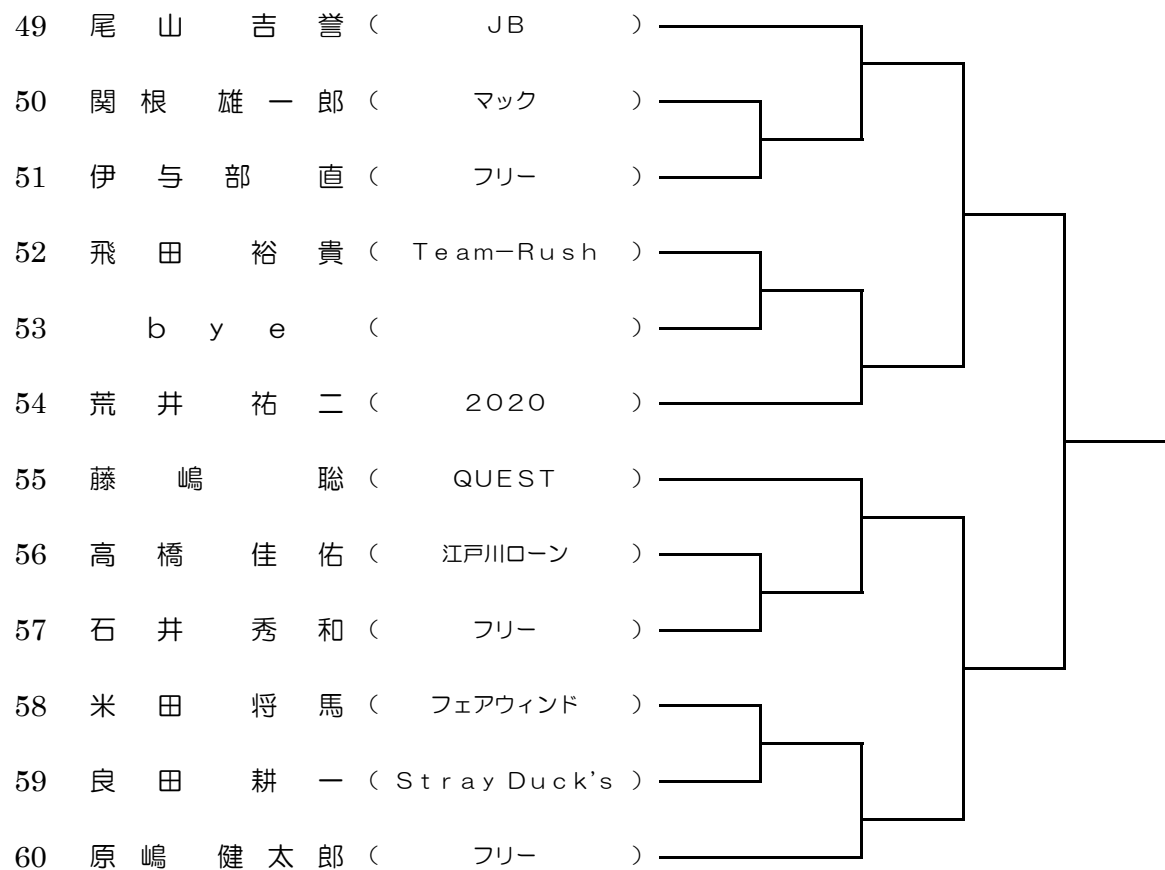 49 尾山 吉誉 ( JB )
50 関根 雄一郎 ( マック )
51 伊与部 直 ( フリー )
52 飛田 裕貴 ( Team−Rush )
53 bye ( )
54 荒井 祐二 ( 2020 )
55 藤嶋 聡 ( QUEST )
56 高橋 佳佑 ( 江戸川ローン )
57 石井 秀和 ( フリー )
58 米田 将馬 ( フェアウィンド )
59 良田 耕一 ( Stray Duck's )
60 原嶋 健太郎 ( フリー )